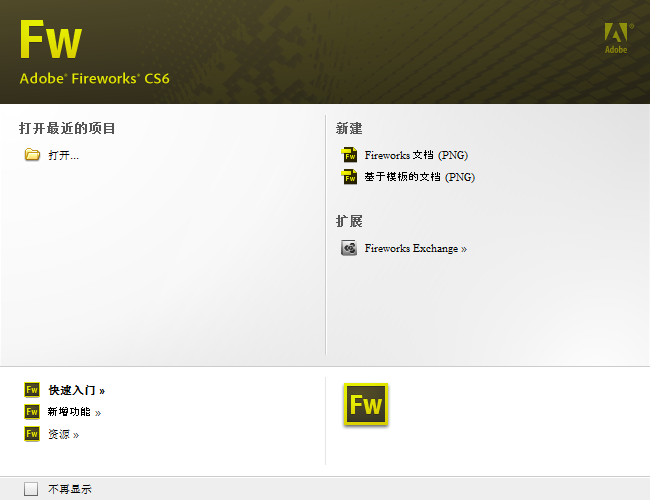 Fw
Adobe® Fireworks® CS6
Adobe
打开最近的项目
打开...
新建
Fireworks 文档 (PNG)
基于模板的文档 (PNG)
扩展
Fireworks Exchange »
Fw 快速入门 »
Fw 新增功能 »
Fw 资源 »
Fw
不再显示